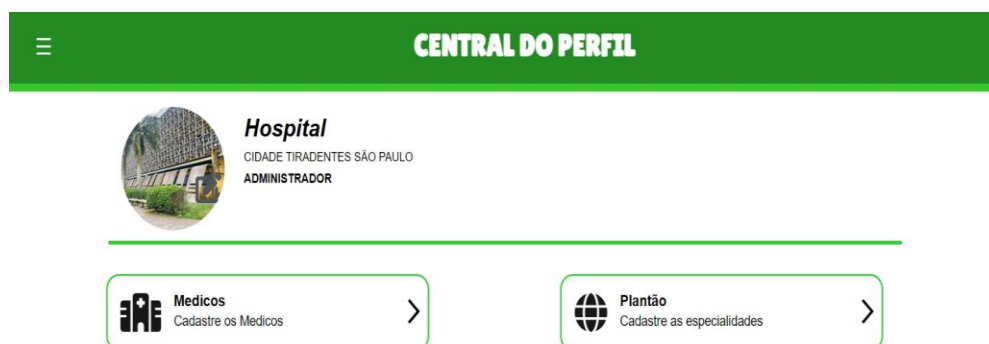 CENTRAL DO PERFIL
Hospital
CIDADE TIRADENTES SÃO PAULO
ADMINISTRADOR
Medicos
Cadastre os Medicos
Plantão
Cadastre as especialidades